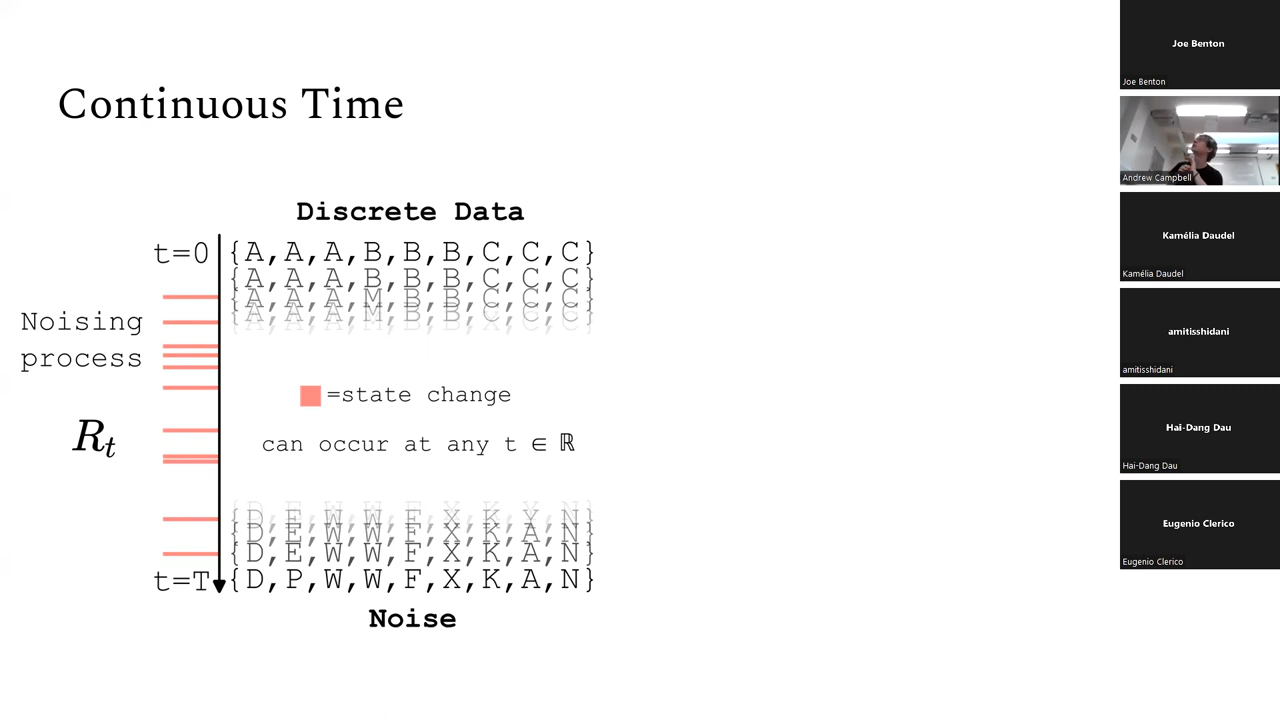 Continuous Time
Discrete Data
t=0 {A,A,A,B,B,B,C,C,C}
{A,A,A,B,B,B,C,C,C}
{A,A,A,M,B,B,C,C,C}
{A,A,A,M,B,B,C,C,C}
Noising
process
=state change
R_t
can occur at any t ∈ ℝ
{D,E,W,W,F,X,K,Y,N}
{D,E,W,W,F,X,K,A,N}
{D,E,W,W,F,X,K,A,N}
t=T {D,P,W,W,F,X,K,A,N}
Noise
Joe Benton
Joe Benton
Andrew Campbell
Kamélia Daudel
Kamélia Daudel
amitisshidani
amitisshidani
Hai-Dang Dau
Hai-Dang Dau
Eugenio Clerico
Eugenio Clerico